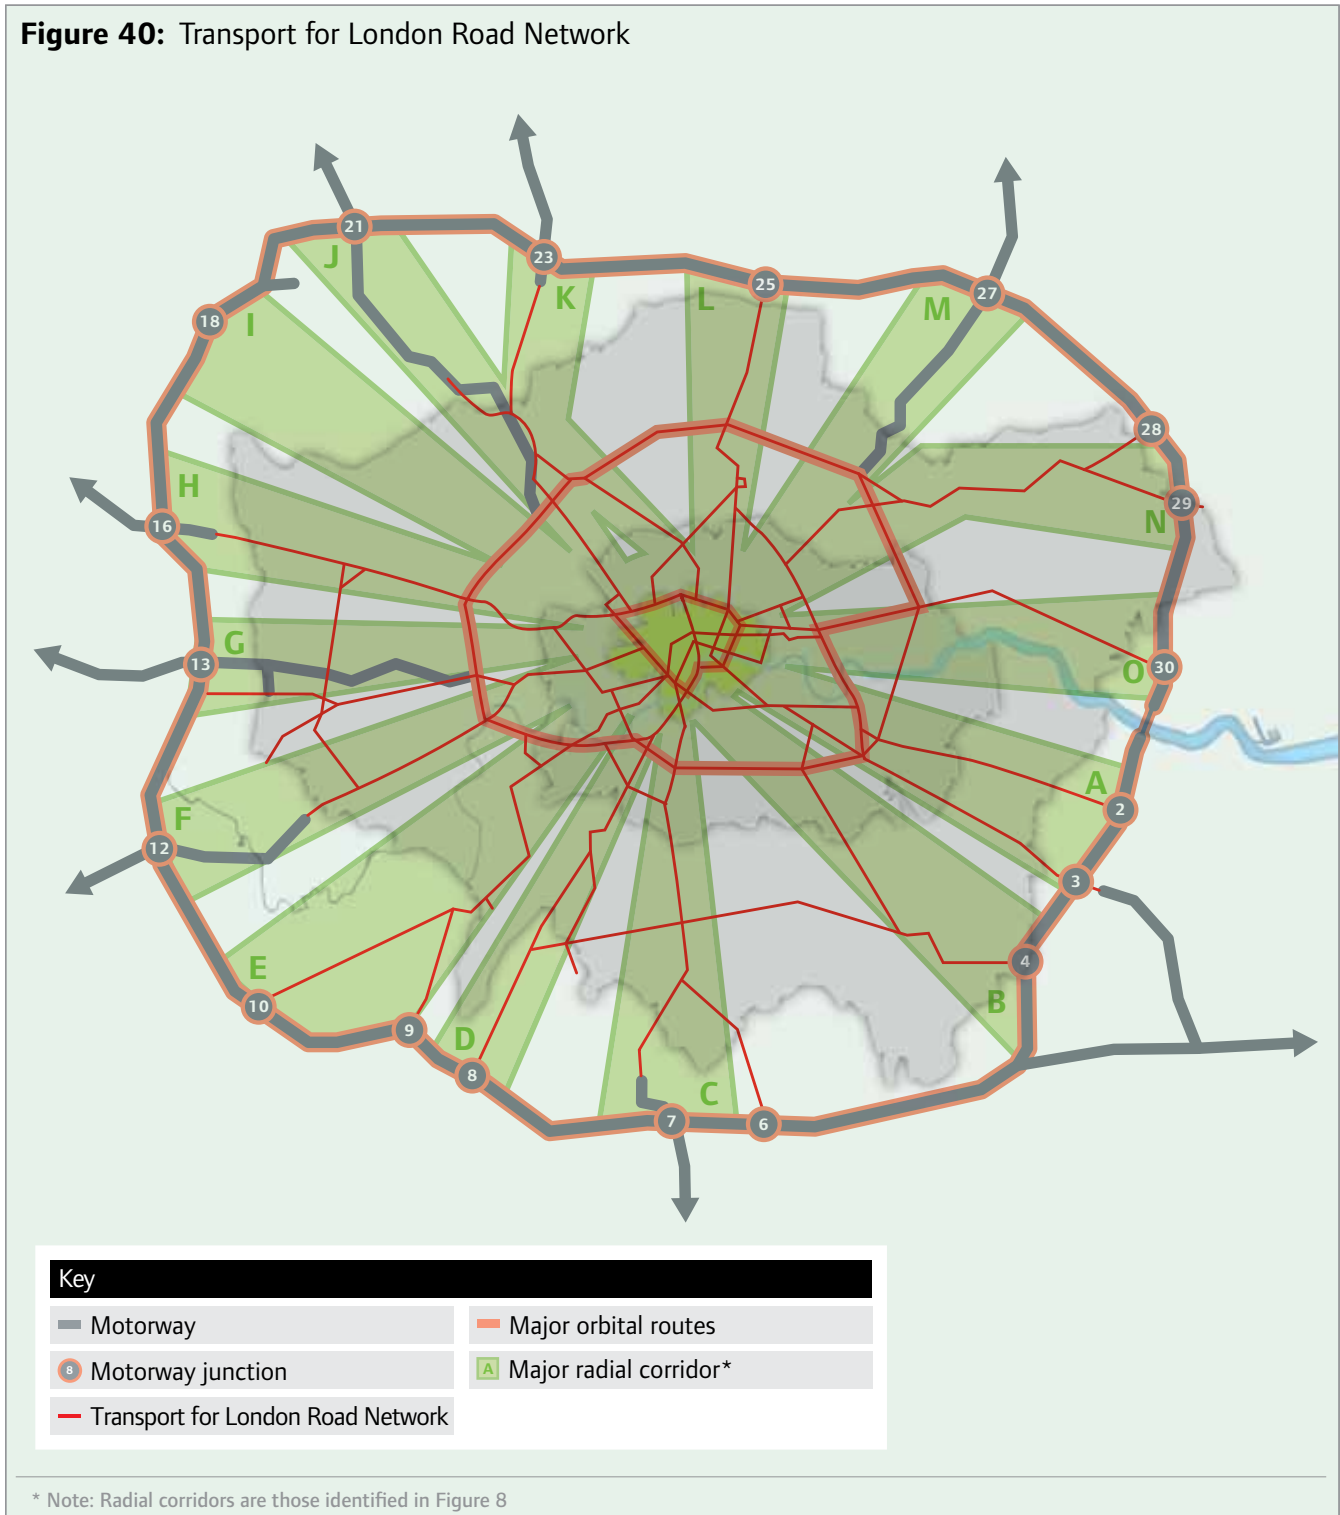 Figure 40: Transport for London Road Network
21
23
J
25
K
L
27
M
18
I
28
H
29
16
N
G
13
30
O
A
2
F
12
3
4
E
B
10
9
D
8
C
7
6
Key
Motorway
Major orbital routes
8 Motorway junction
A Major radial corridor*
Transport for London Road Network
* Note: Radial corridors are those identified in Figure 8